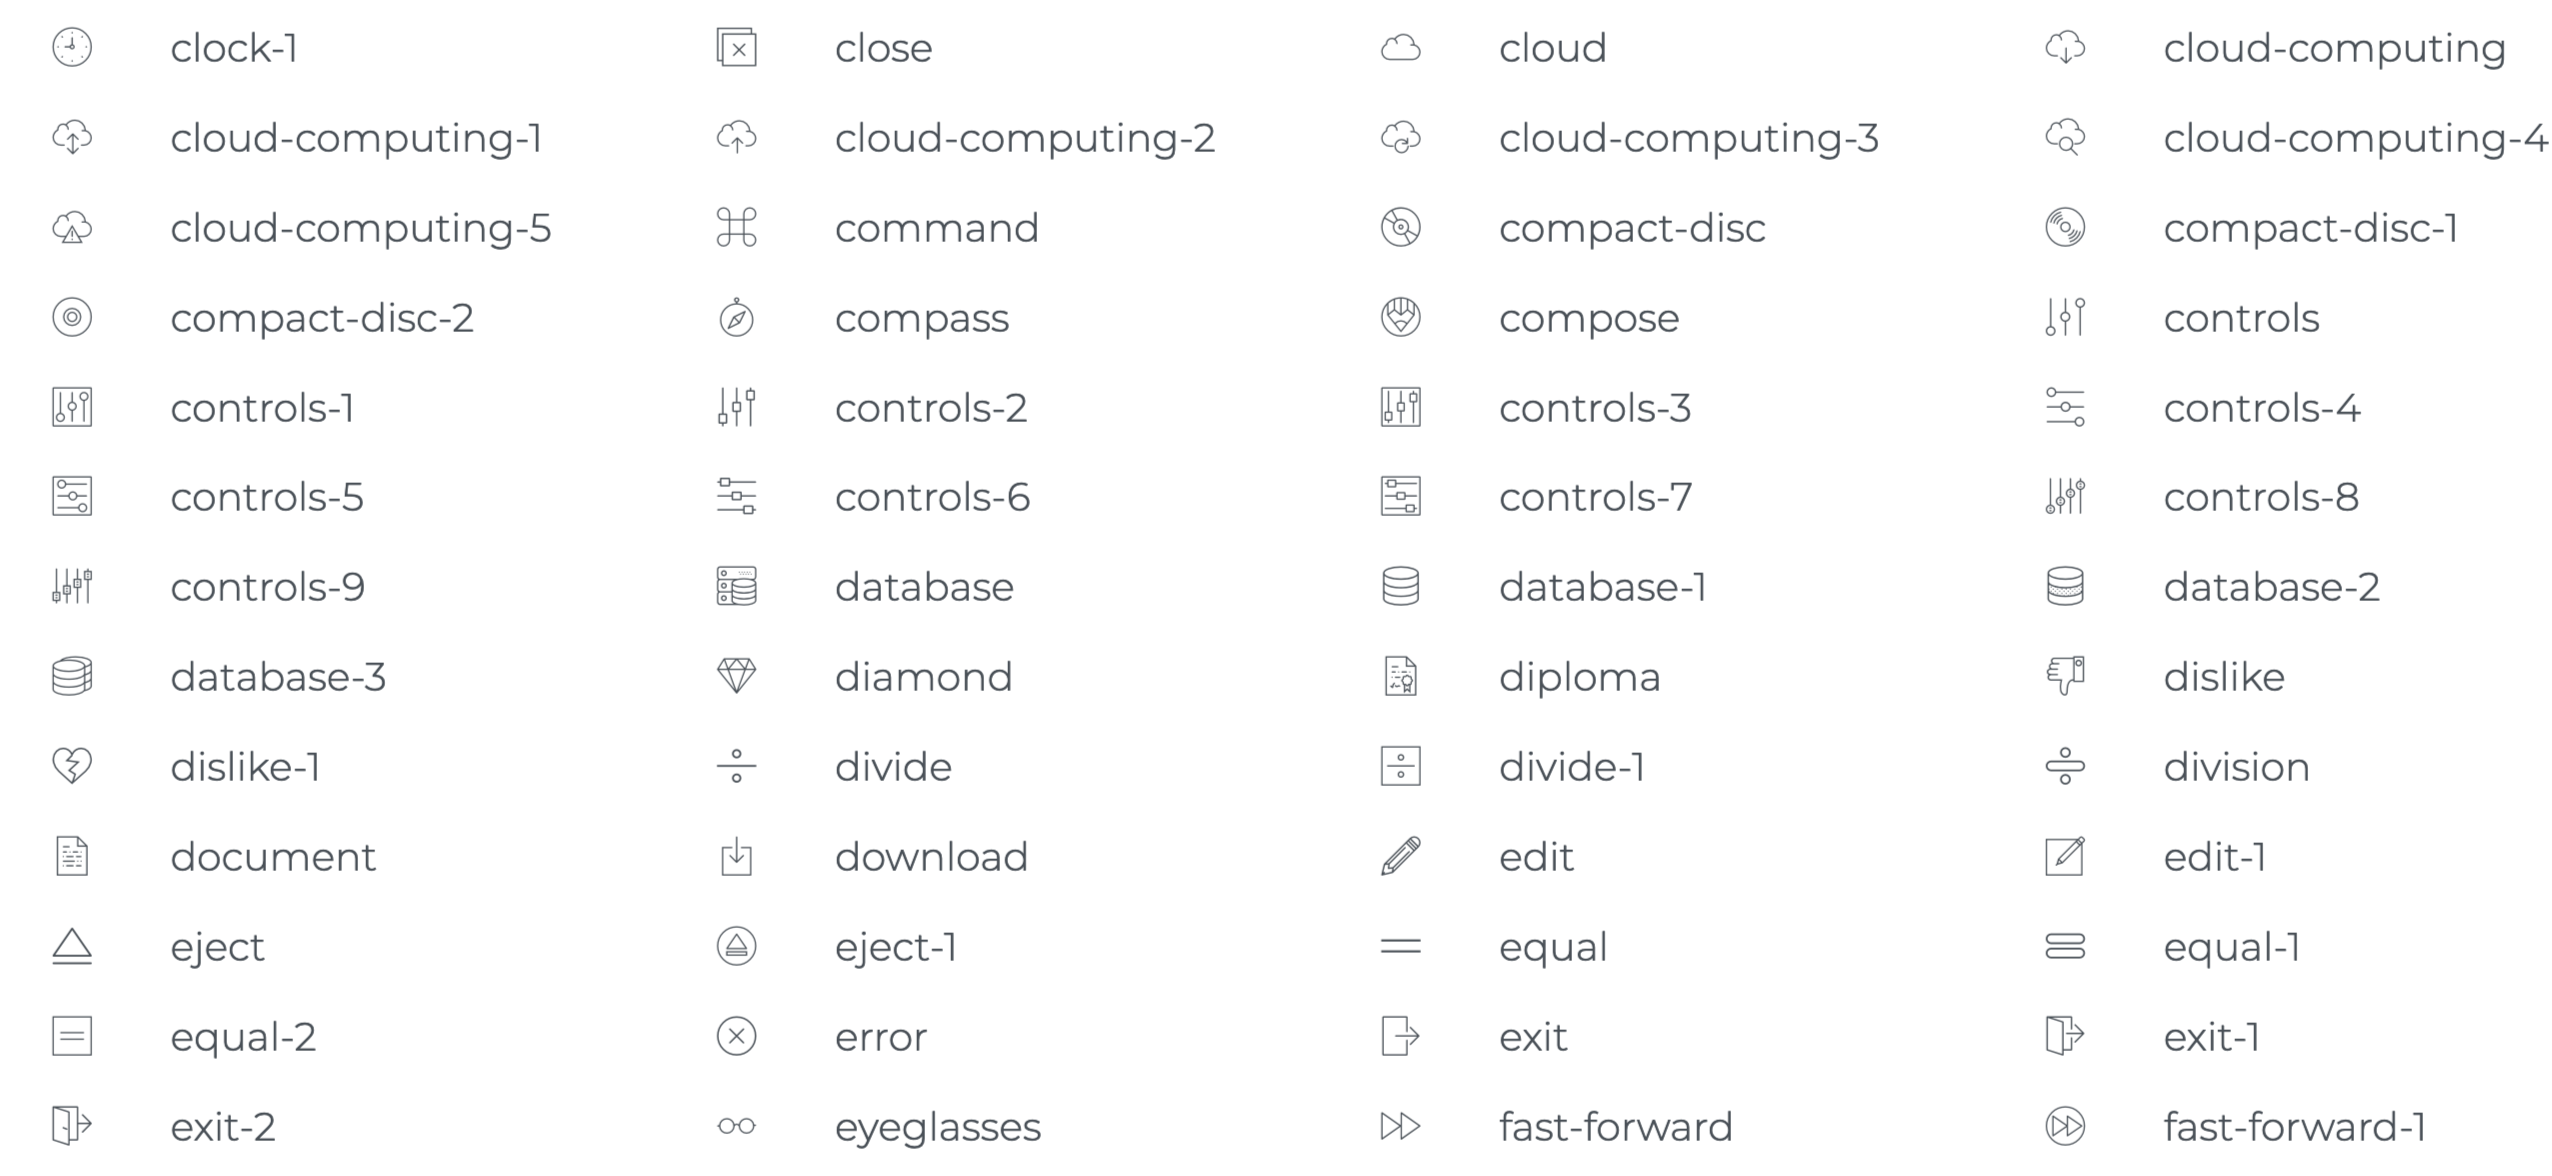 clock-1 close cloud cloud-computing
cloud-computing-1 cloud-computing-2 cloud-computing-3 cloud-computing-4
cloud-computing-5 command compact-disc compact-disc-1
compact-disc-2 compass compose controls
controls-1 controls-2 controls-3 controls-4
controls-5 controls-6 controls-7 controls-8
controls-9 database database-1 database-2
database-3 diamond diploma dislike
dislike-1 divide divide-1 division
document download edit edit-1
eject eject-1 equal equal-1
equal-2 error exit exit-1
exit-2 eyeglasses fast-forward fast-forward-1